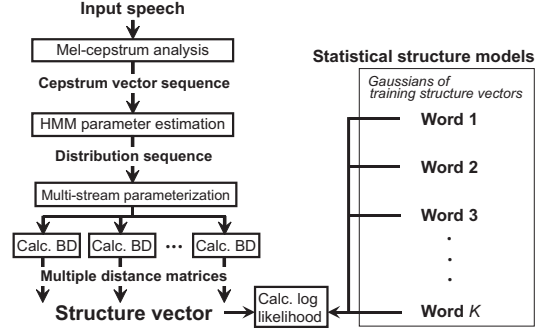 Input speech
Mel-cepstrum analysis
Cepstrum vector sequence
HMM parameter estimation
Distribution sequence
Multi-stream parameterization
Calc. BD Calc. BD ... Calc. BD
Multiple distance matrices
Structure vector
Calc. log
likelihood
Statistical structure models
Gaussians of
training structure vectors
Word 1
Word 2
Word 3
.
.
.
Word K